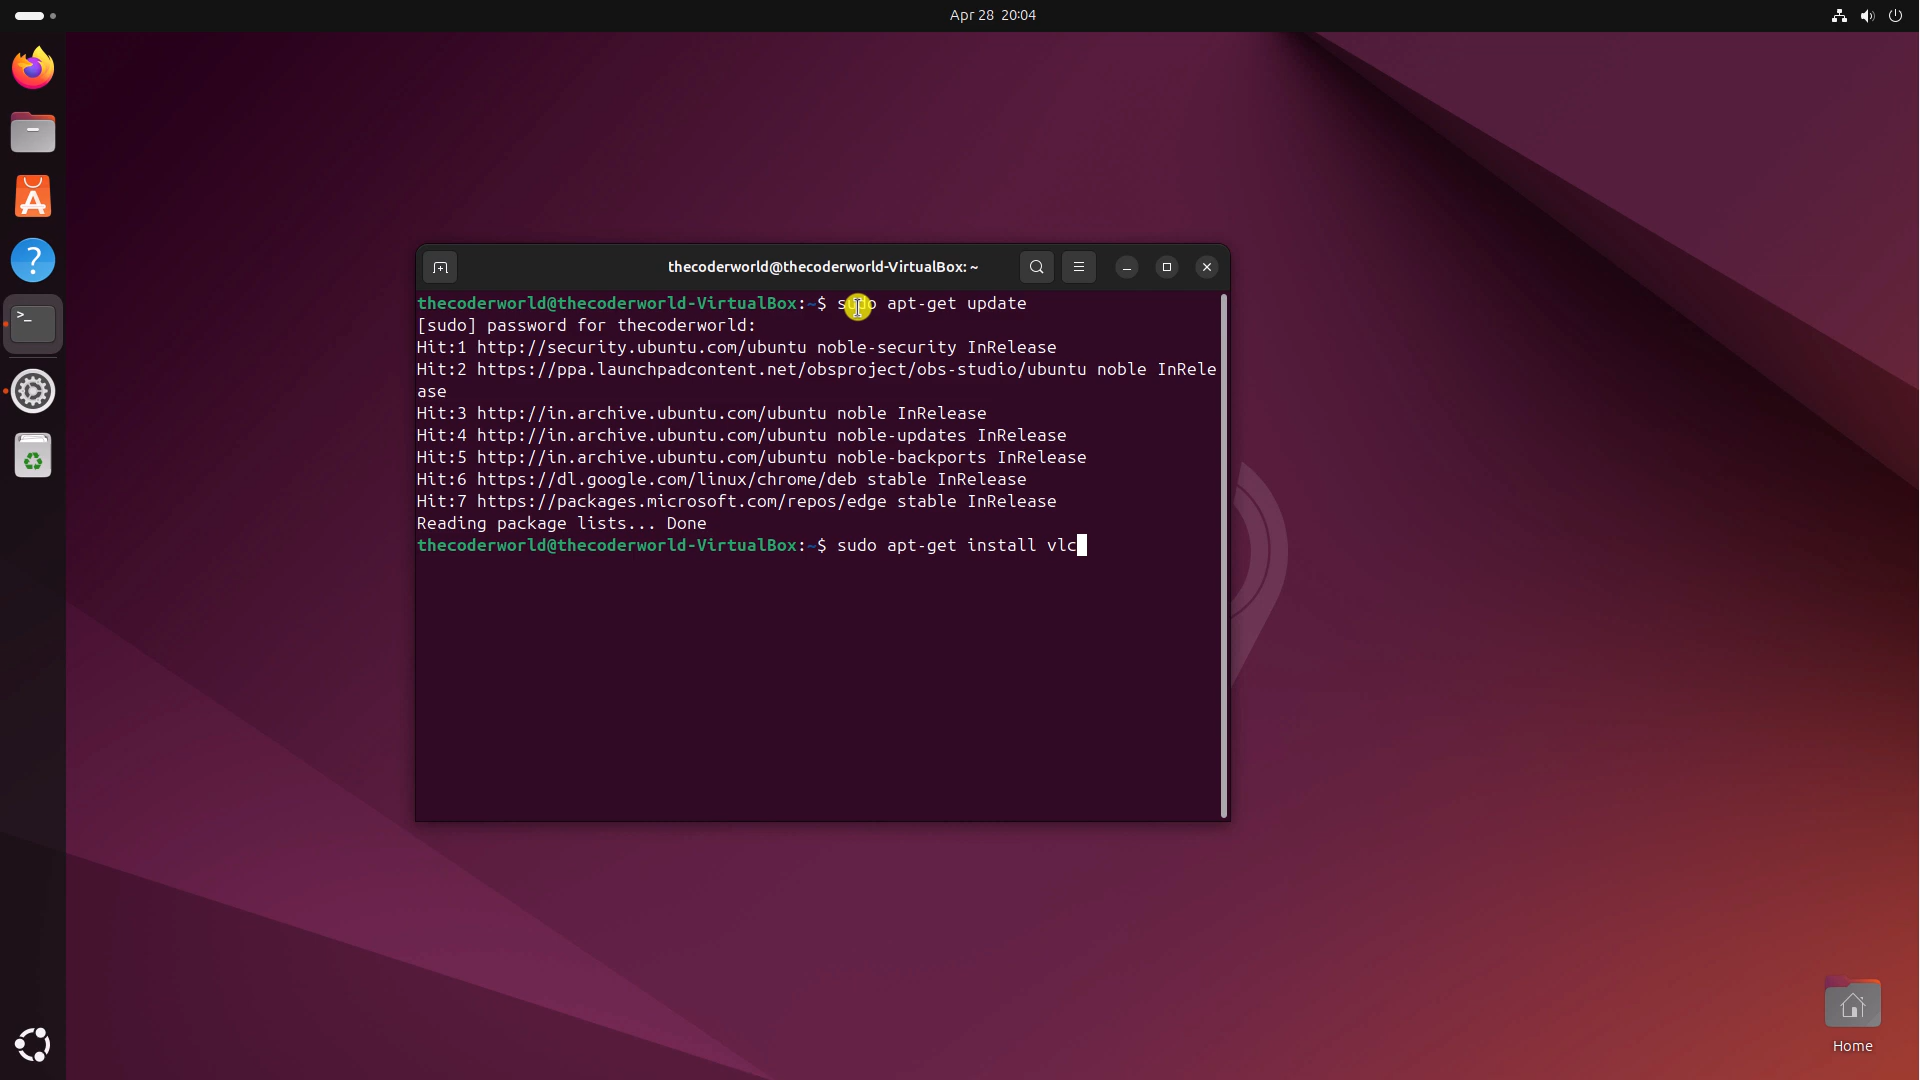 Apr 28 20:04
thecoderworld@thecoderworld-VirtualBox: ~
thecoderworld@thecoderworld-VirtualBox:~$ sudo apt-get update
[sudo] password for thecoderworld:
Hit:1 http://security.ubuntu.com/ubuntu noble-security InRelease
Hit:2 https://ppa.launchpadcontent.net/obsproject/obs-studio/ubuntu noble InRele
ase
Hit:3 http://in.archive.ubuntu.com/ubuntu noble InRelease
Hit:4 http://in.archive.ubuntu.com/ubuntu noble-updates InRelease
Hit:5 http://in.archive.ubuntu.com/ubuntu noble-backports InRelease
Hit:6 https://dl.google.com/linux/chrome/deb stable InRelease
Hit:7 https://packages.microsoft.com/repos/edge stable InRelease
Reading package lists... Done
thecoderworld@thecoderworld-VirtualBox:~$ sudo apt-get install vlc
Home